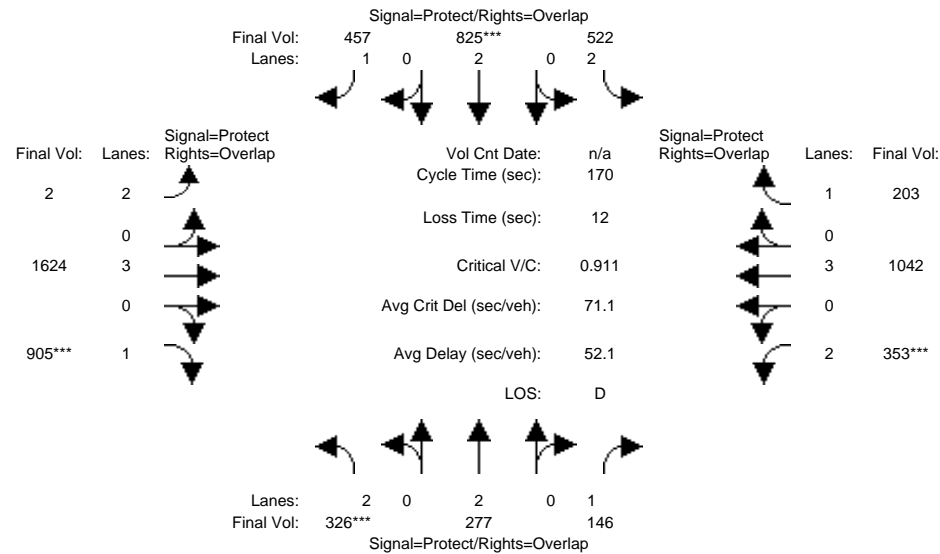 Signal=Protect/Rights=Overlap
Final Vol: 457 825*** 522
Lanes: 1 0 2 0 2
Signal=Protect
Final Vol: Lanes: Rights=Overlap
Vol Cnt Date: n/a
Signal=Protect
Rights=Overlap Lanes: Final Vol:
Cycle Time (sec): 170
2 2
1 203
Loss Time (sec): 12
0
0
1624 3
Critical V/C: 0.911
3 1042
0
Avg Crit Del (sec/veh): 71.1
0
905*** 1
Avg Delay (sec/veh): 52.1
2 353***
LOS: D
Lanes: 2 0 2 0 1
Final Vol: 326*** 277 146
Signal=Protect/Rights=Overlap